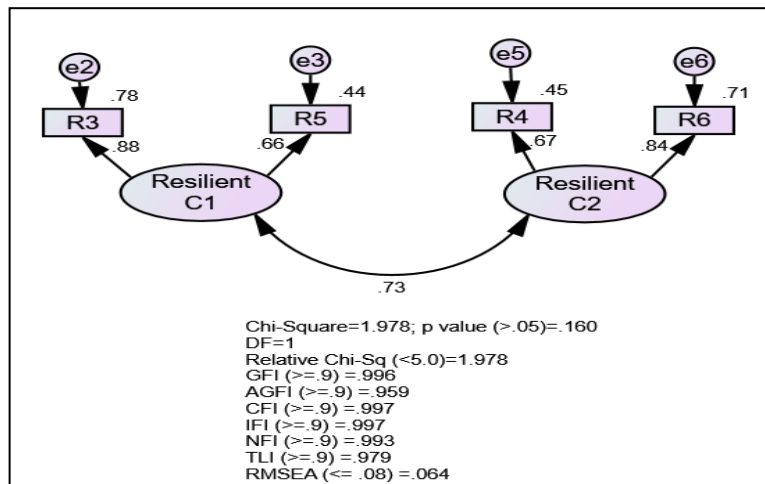 e2
e3
e5
e6
.78
.44
.45
.71
R3
R5
R4
R6
.88
.66
.67
.84
Resilient
C1
Resilient
C2
.73
Chi-Square=1.978; p value (>.05)=.160
DF=1
Relative Chi-Sq (<5.0)=1.978
GFI (>=.9) =.996
AGFI (>=.9) =.959
CFI (>=.9) =.997
IFI (>=.9) =.997
NFI (>=.9) =.993
TLI (>=.9) =.979
RMSEA (<= .08) =.064